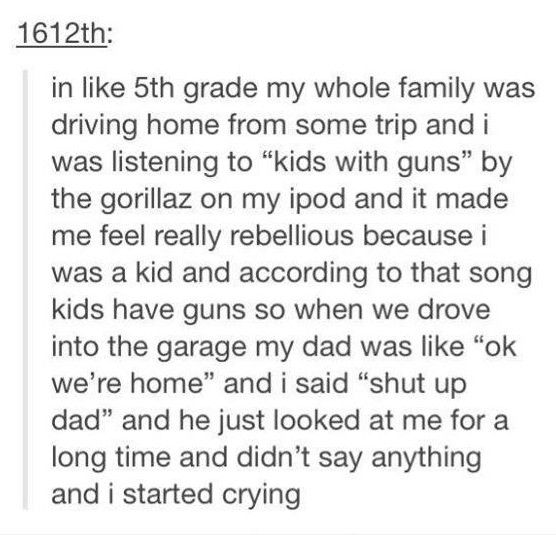 1612th:
in like 5th grade my whole family was
driving home from some trip and i
was listening to “kids with guns” by
the gorillaz on my ipod and it made
me feel really rebellious because i
was a kid and according to that song
kids have guns so when we drove
into the garage my dad was like “ok
we’re home” and i said “shut up
dad” and he just looked at me for a
long time and didn’t say anything
and i started crying